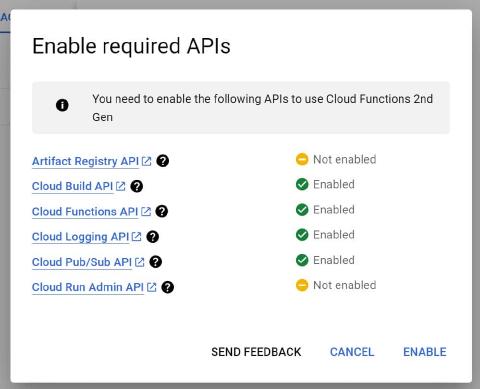 AC
Enable required APIs
You need to enable the following APIs to use Cloud Functions 2nd
Gen
Artifact Registry API Not enabled
Cloud Build API Enabled
Cloud Functions API Enabled
Cloud Logging API Enabled
Cloud Pub/Sub API Enabled
Cloud Run Admin API Not enabled
SEND FEEDBACK CANCEL ENABLE